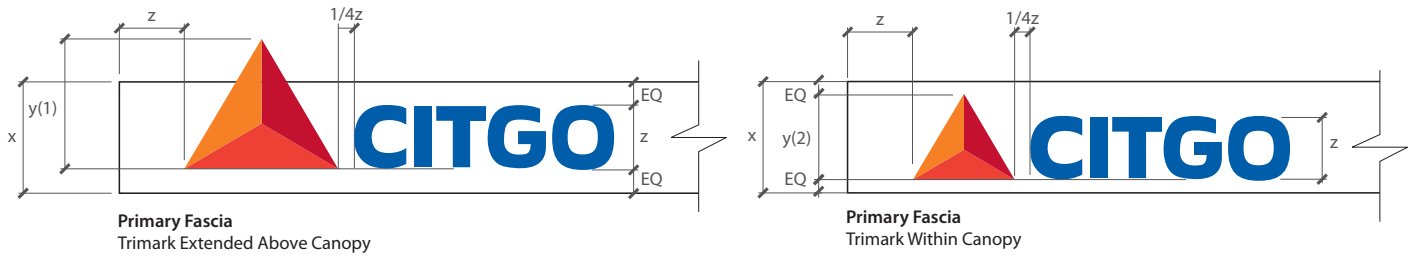 z
1/4z
x
y(1)
CITGO
EQ
z
EQ
Primary Fascia
Trimark Extended Above Canopy
z
1/4z
x
EQ
y(2)
EQ
CITGO
z
Primary Fascia
Trimark Within Canopy